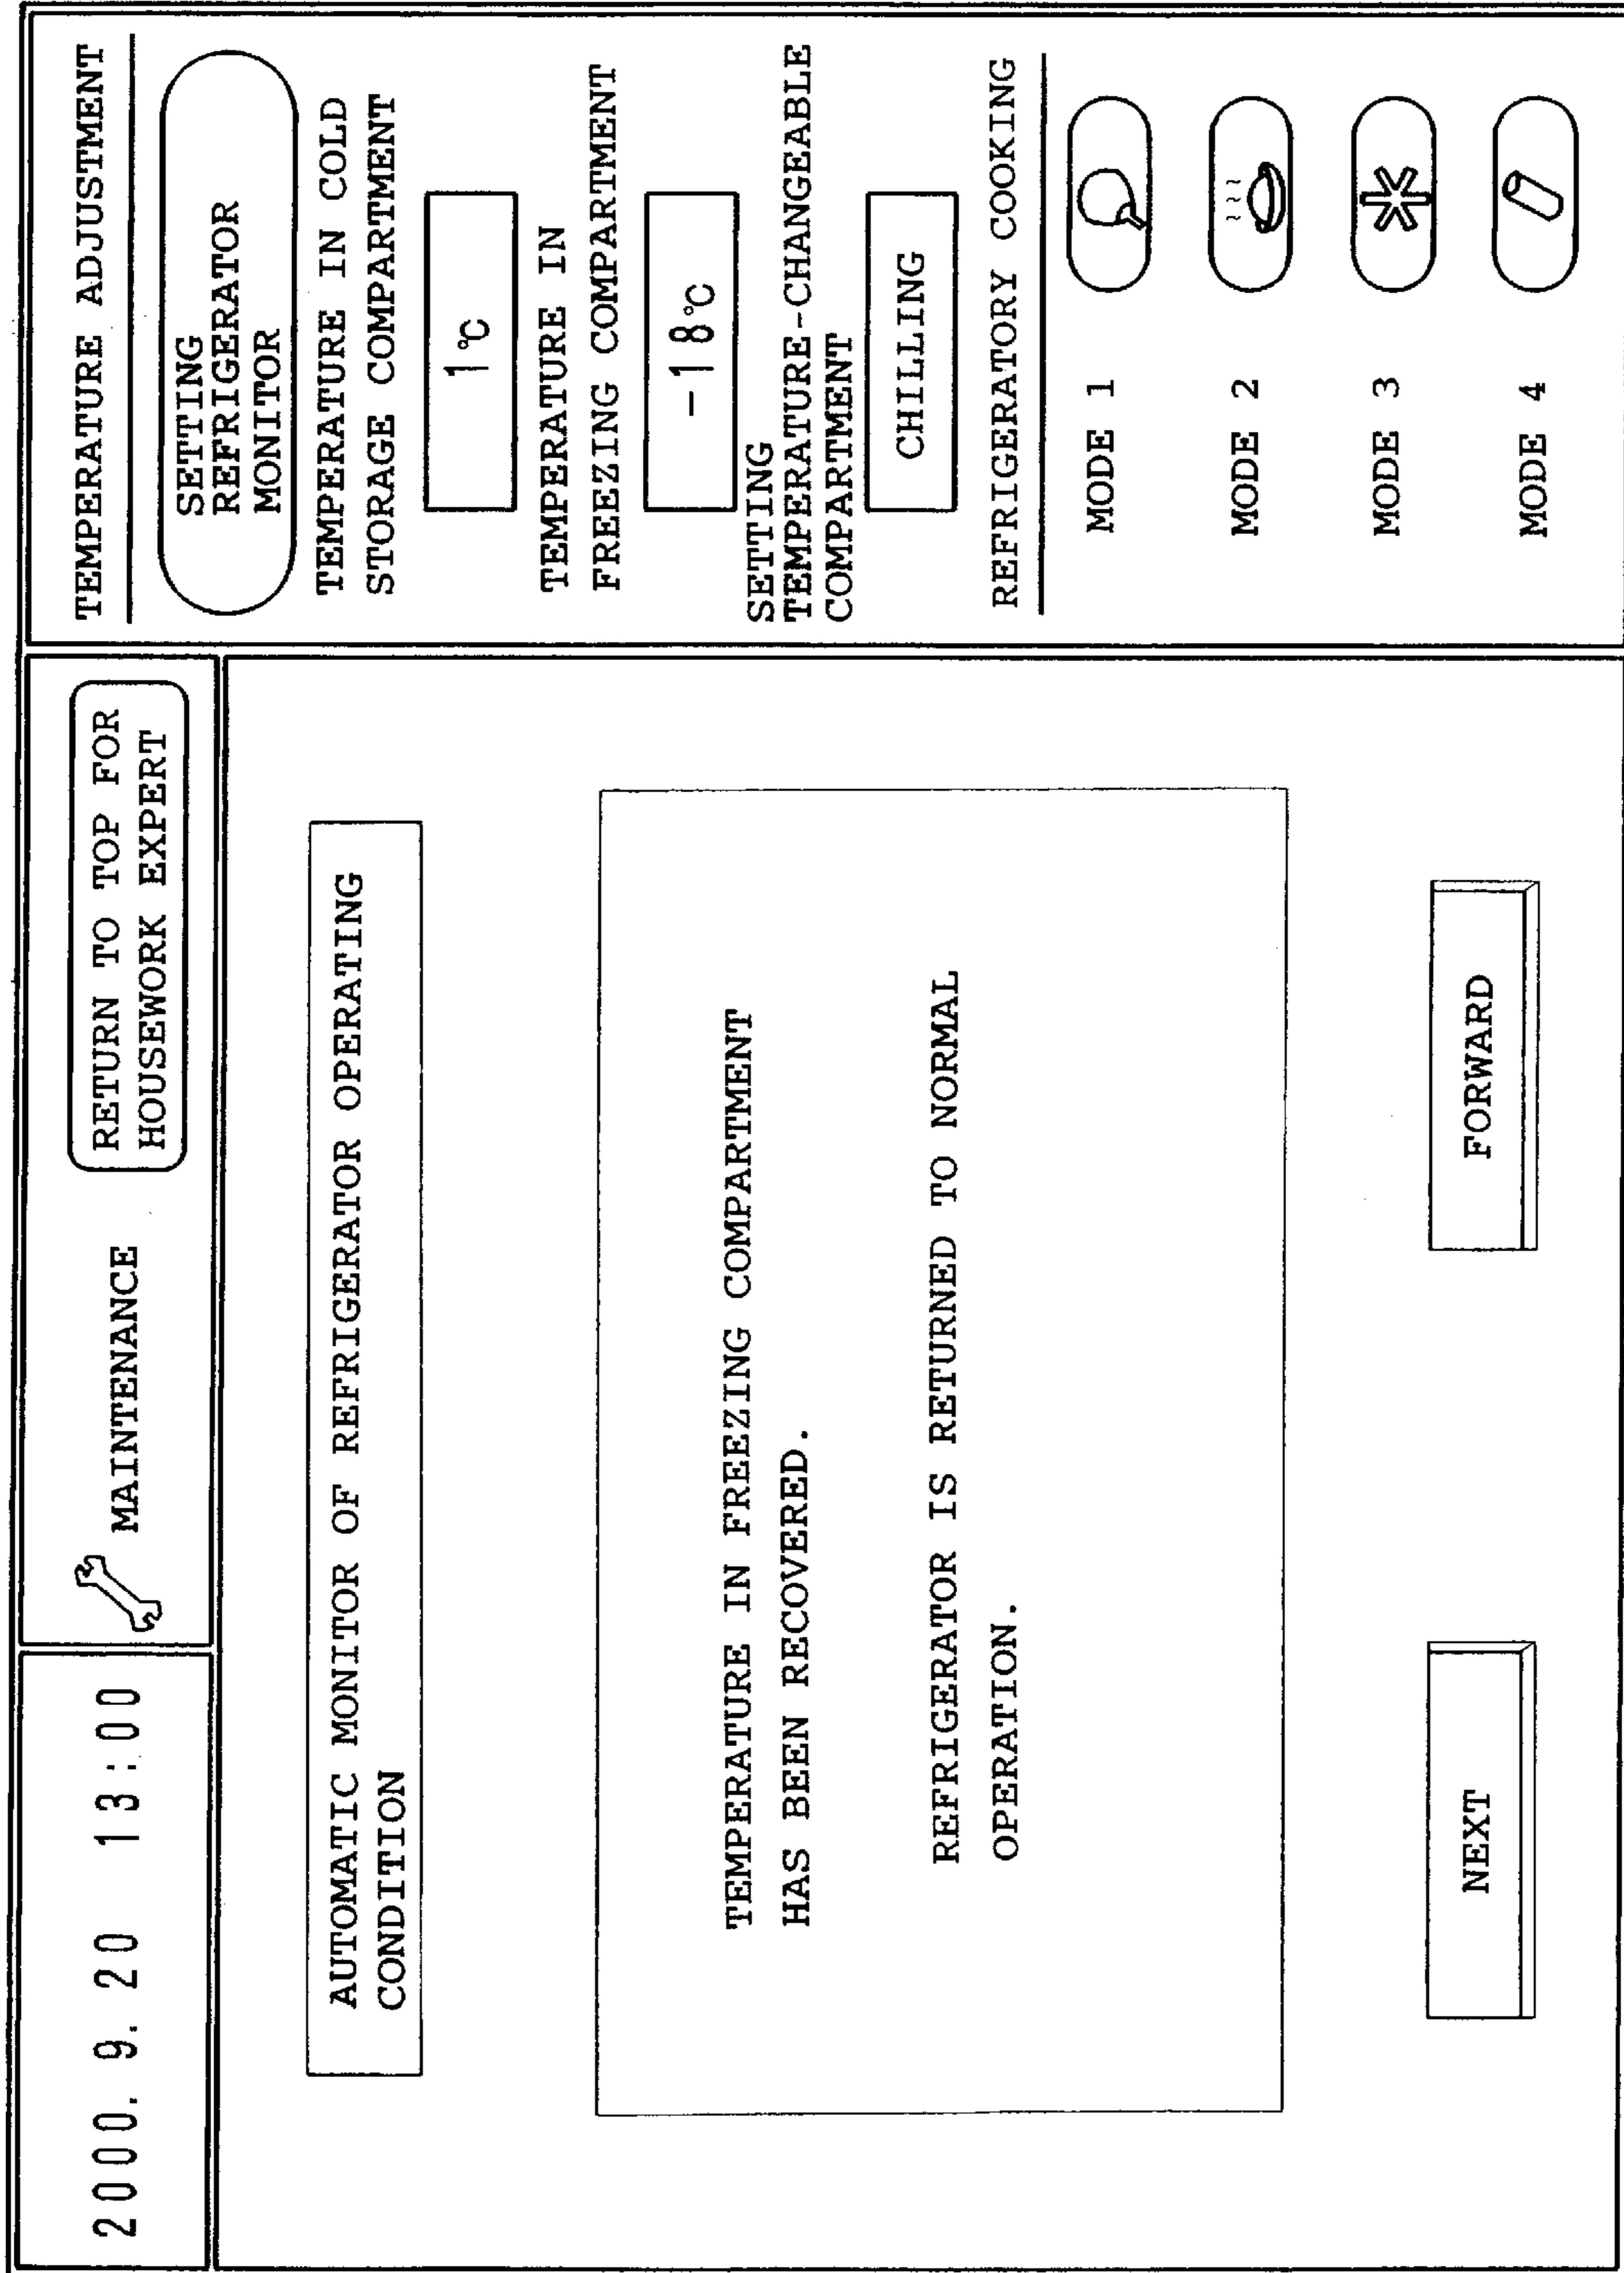 2000. 9. 20 13:00
MAINTENANCE
RETURN TO TOP FOR
HOUSEWORK EXPERT
AUTOMATIC MONITOR OF REFRIGERATOR OPERATING
CONDITION
TEMPERATURE IN FREEZING COMPARTMENT
HAS BEEN RECOVERED.
REFRIGERATOR IS RETURNED TO NORMAL
OPERATION.
NEXT
FORWARD
TEMPERATURE ADJUSTMENT
SETTING
REFRIGERATOR
MONITOR
TEMPERATURE IN COLD
STORAGE COMPARTMENT
1℃
TEMPERATURE IN
FREEZING COMPARTMENT
-18℃
SETTING
TEMPERATURE-CHANGEABLE
COMPARTMENT
CHILLING
REFRIGERATORY COOKING
MODE 1
MODE 2
MODE 3
MODE 4